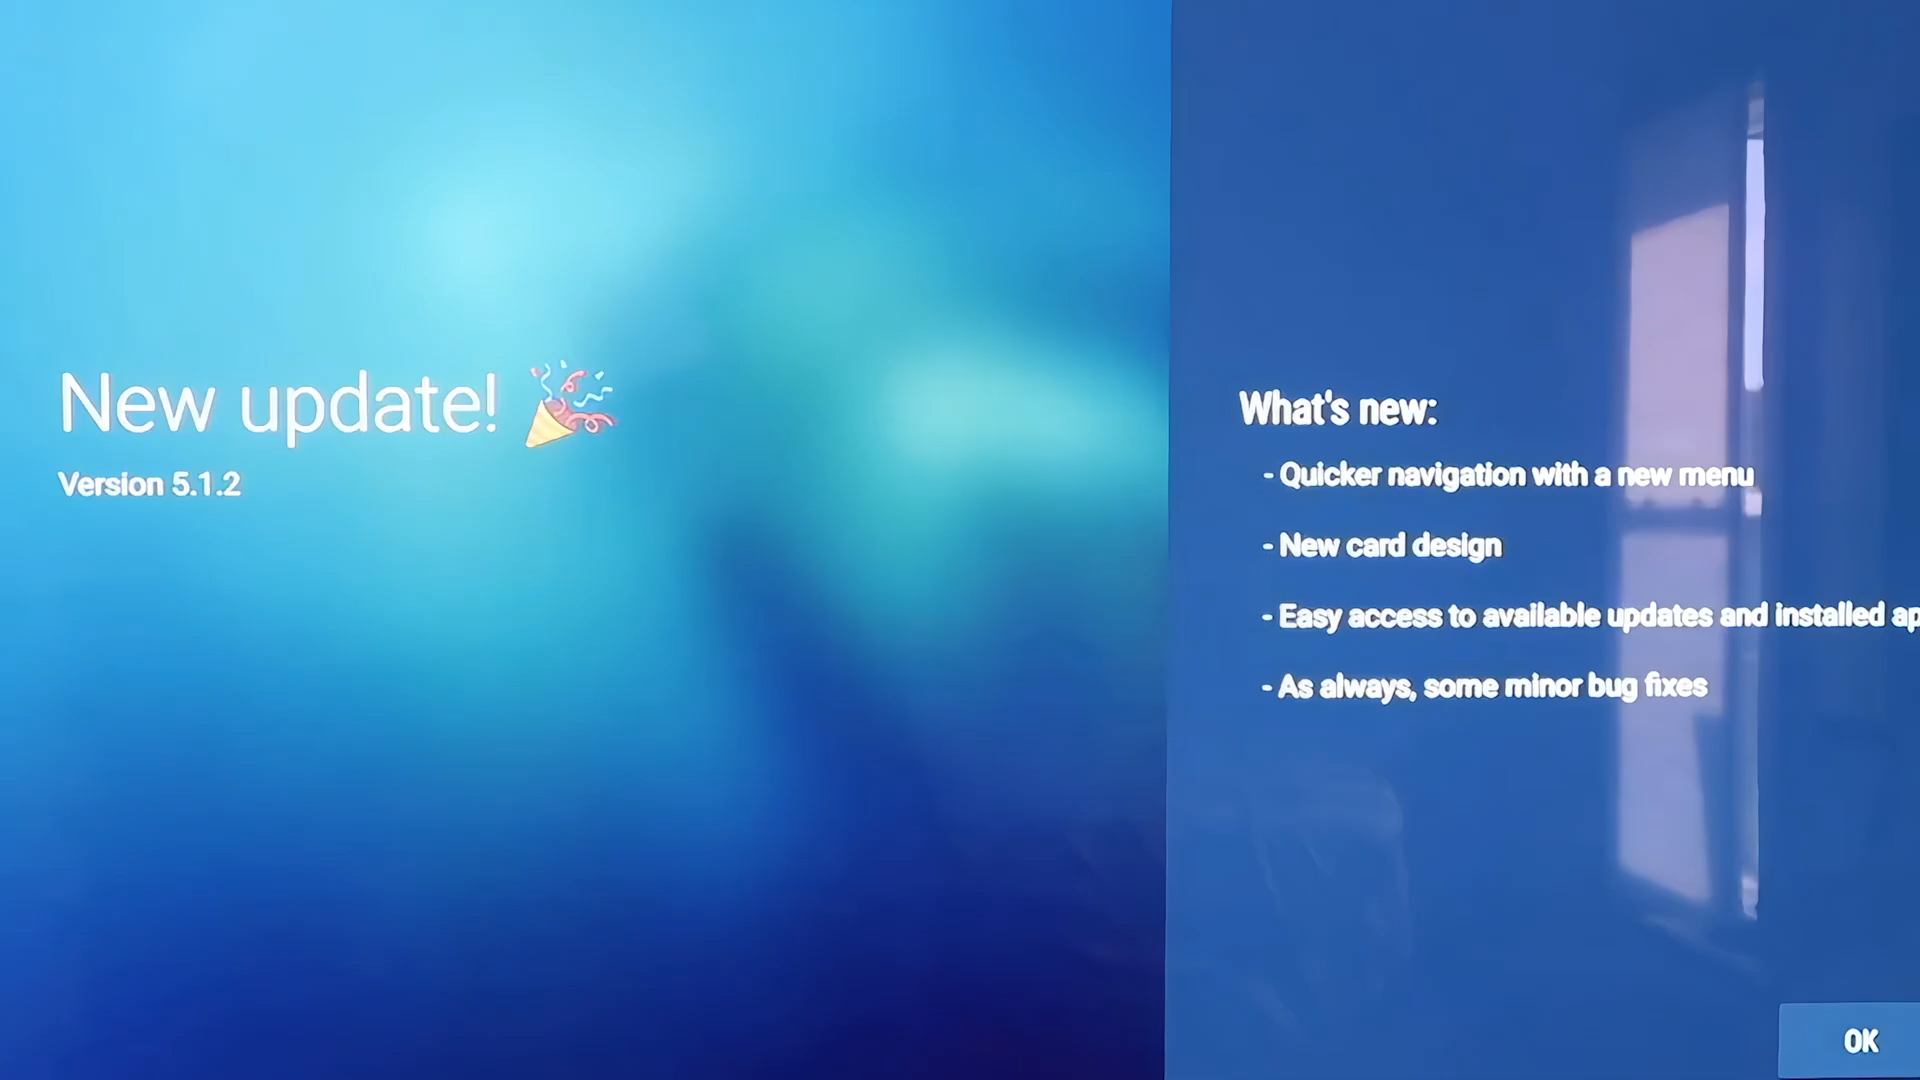 New update! 🎉
Version 5.1.2
What's new:
- Quicker navigation with a new menu
- New card design
- Easy access to available updates and installed ap
- As always, some minor bug fixes
OK